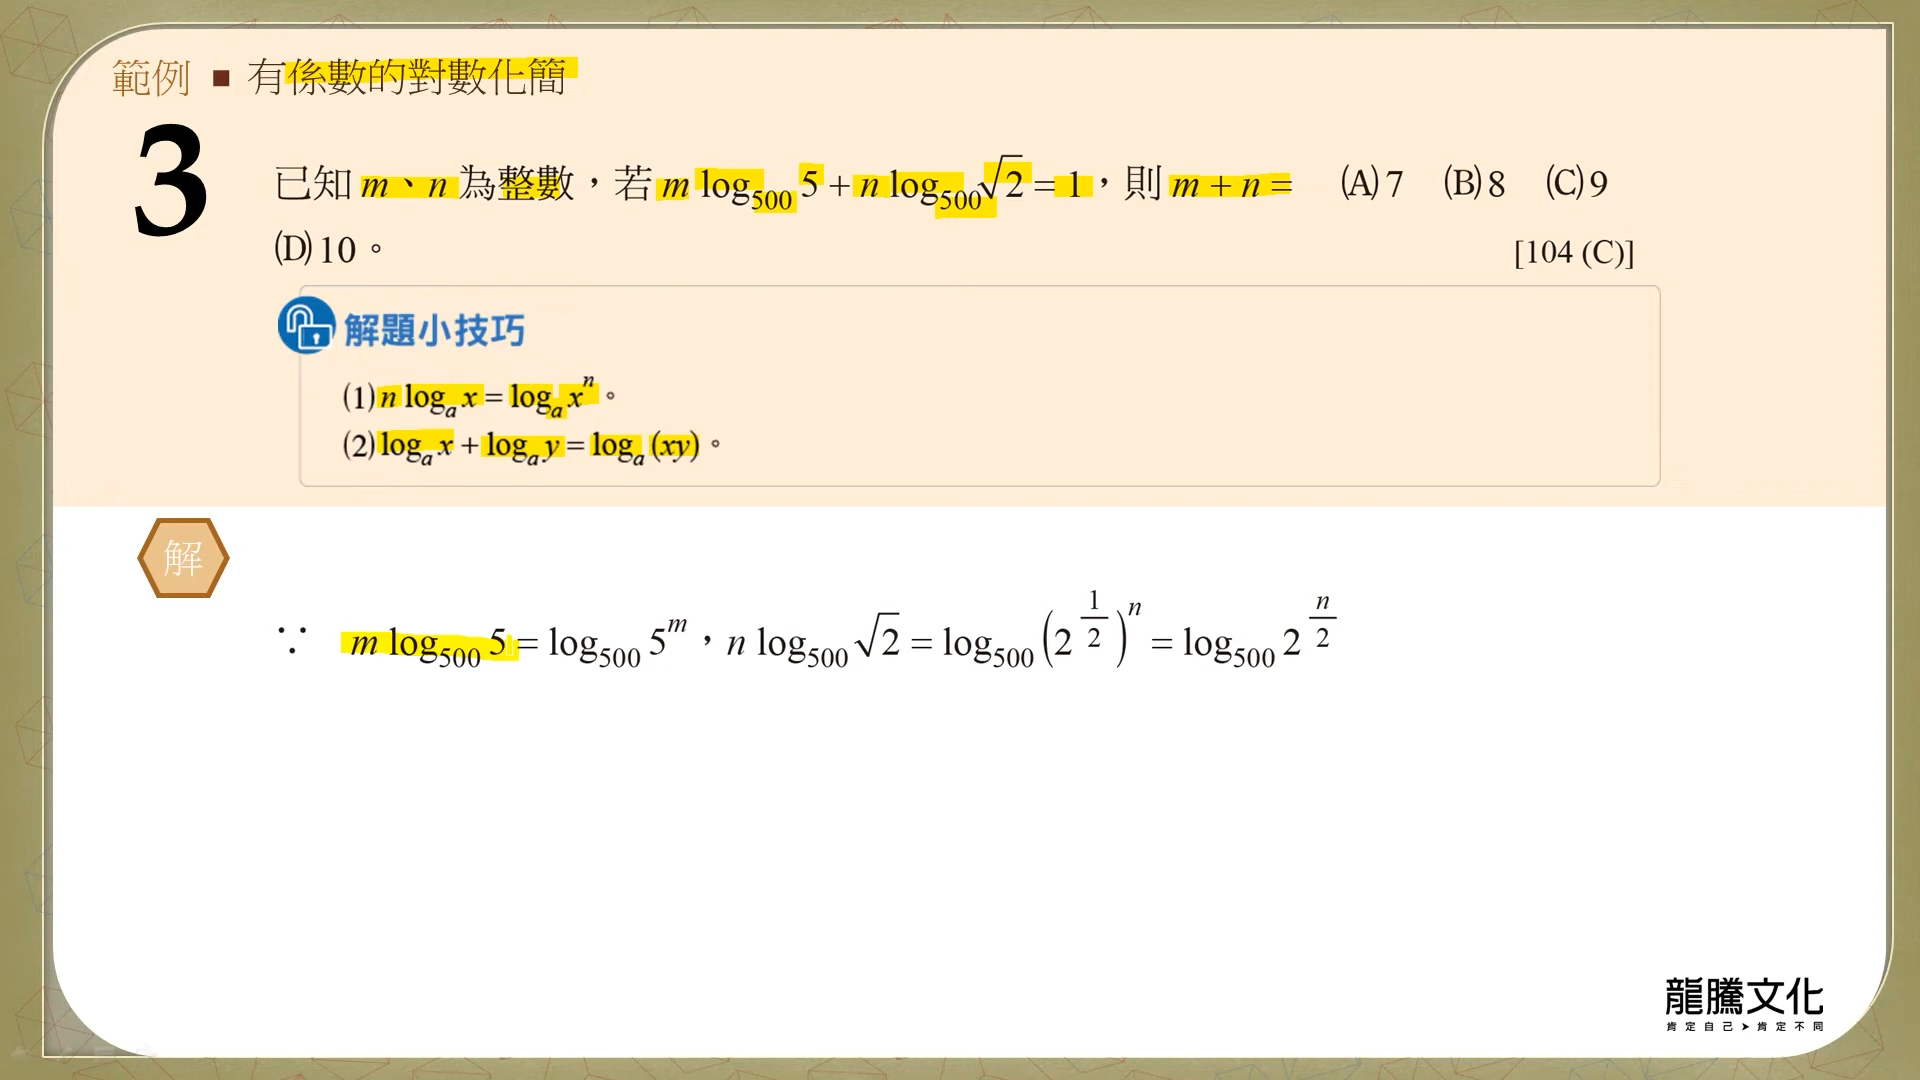 範例 ■ 有係數的對數化簡
3
已知 m、n 為整數，若 m log₅₀₀ 5 + n log₅₀₀ √2 = 1，則 m + n =　(A) 7　(B) 8　(C) 9
(D) 10。　[104 (C)]
解題小技巧
(1) n logₐ x = logₐ xⁿ。
(2) logₐ x + logₐ y = logₐ (xy)。
解
∵ m log₅₀₀ 5 = log₅₀₀ 5^m，n log₅₀₀ √2 = log₅₀₀ (2^(1/2))^n = log₅₀₀ 2^(n/2)
龍騰文化
肯定自己➤肯定不同